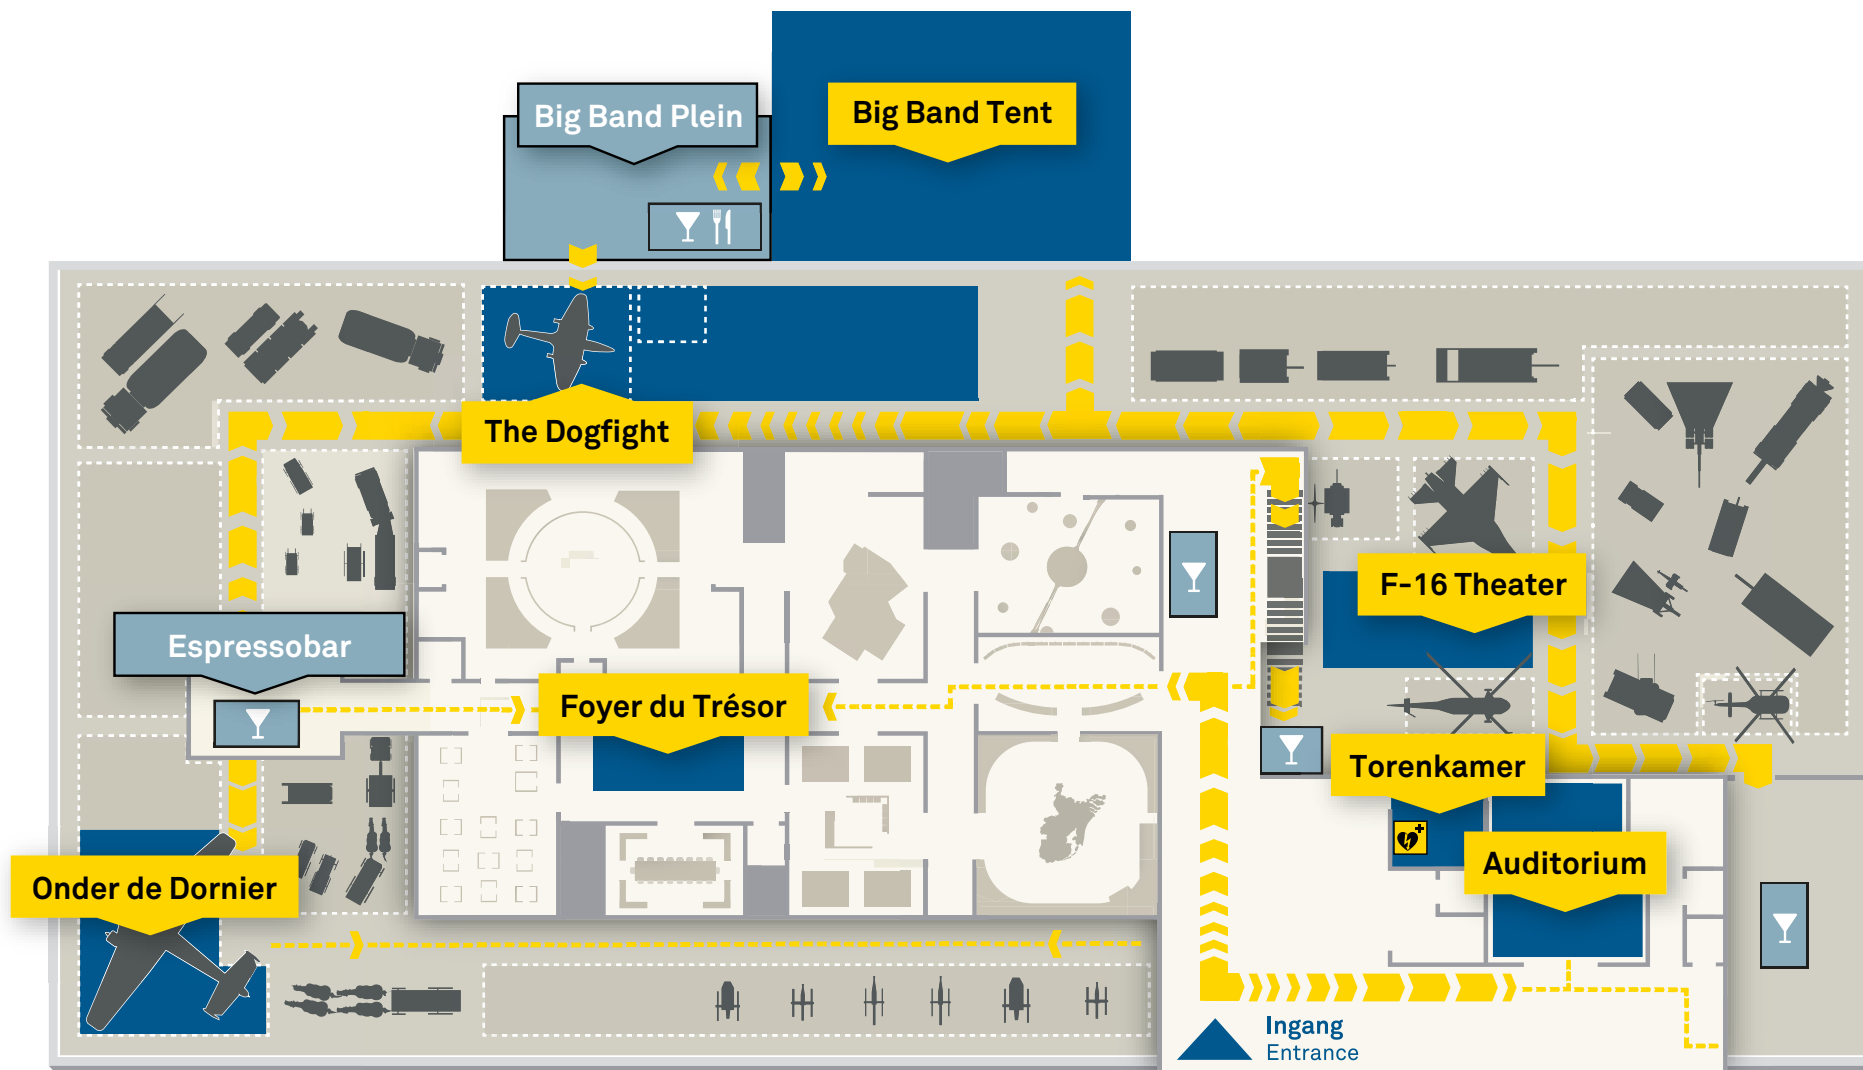 Big Band Plein
Big Band Tent
The Dogfight
F-16 Theater
Espressobar
Foyer du Trésor
Torenkamer
Auditorium
Onder de Dornier
Ingang
Entrance